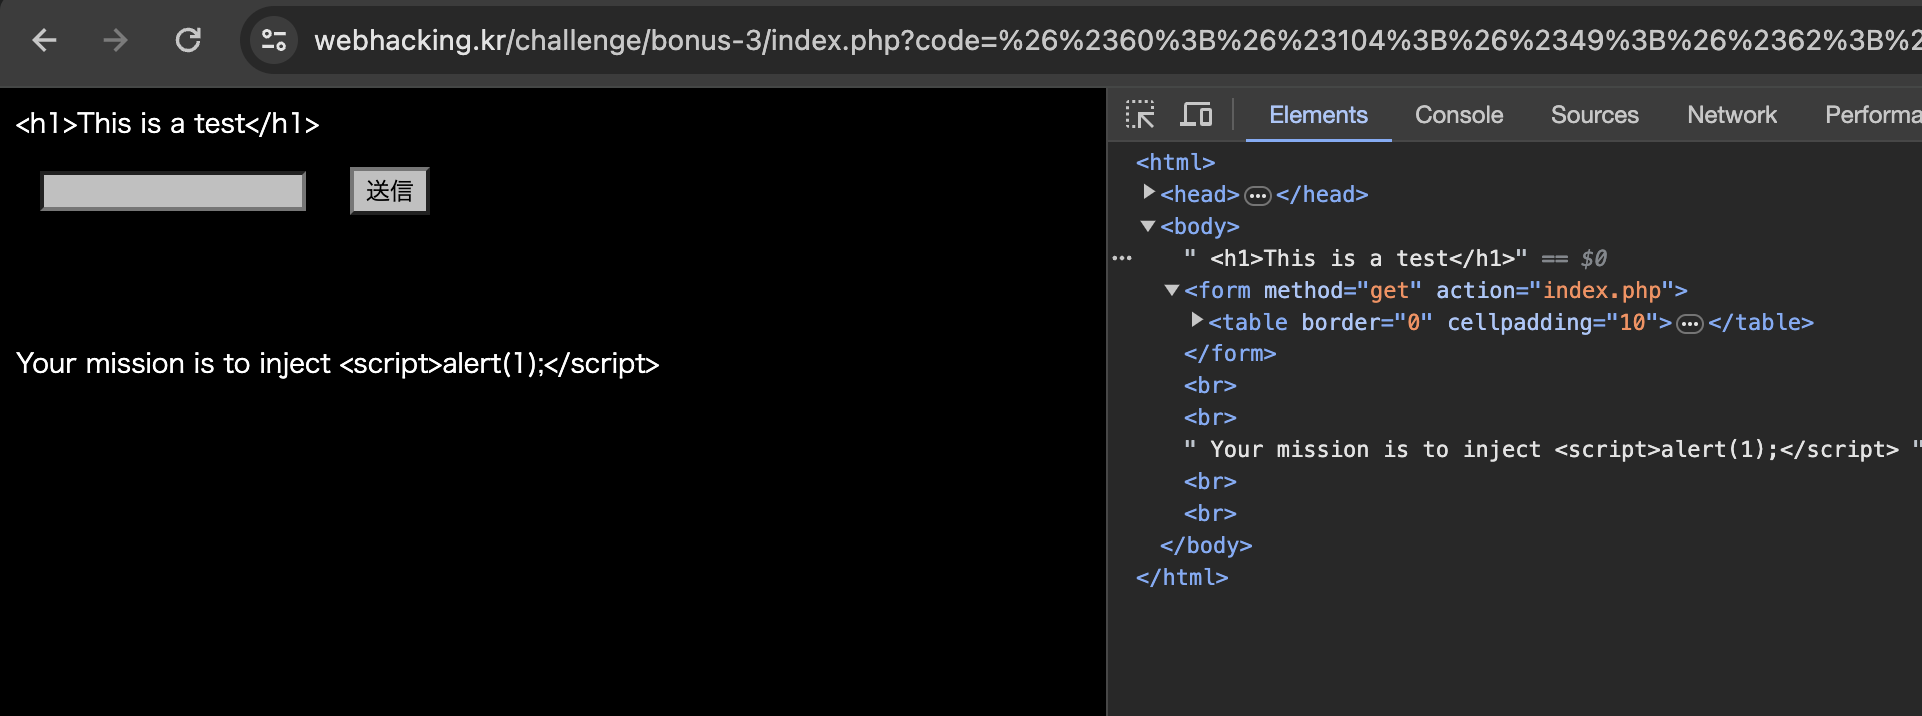 webhacking.kr/challenge/bonus-3/index.php?code=%26%2360%3B%26%23104%3B%26%2349%3B%26%2362%3B%2
<h1>This is a test</h1>
送信
Your mission is to inject <script>alert(1);</script>
Elements Console Sources Network Performa
<html>
<head> ••• </head>
<body>
••• " <h1>This is a test</h1>" == $0
<form method="get" action="index.php">
<table border="0" cellpadding="10"> ••• </table>
</form>
<br>
<br>
" Your mission is to inject <script>alert(1);</script> "
<br>
<br>
</body>
</html>